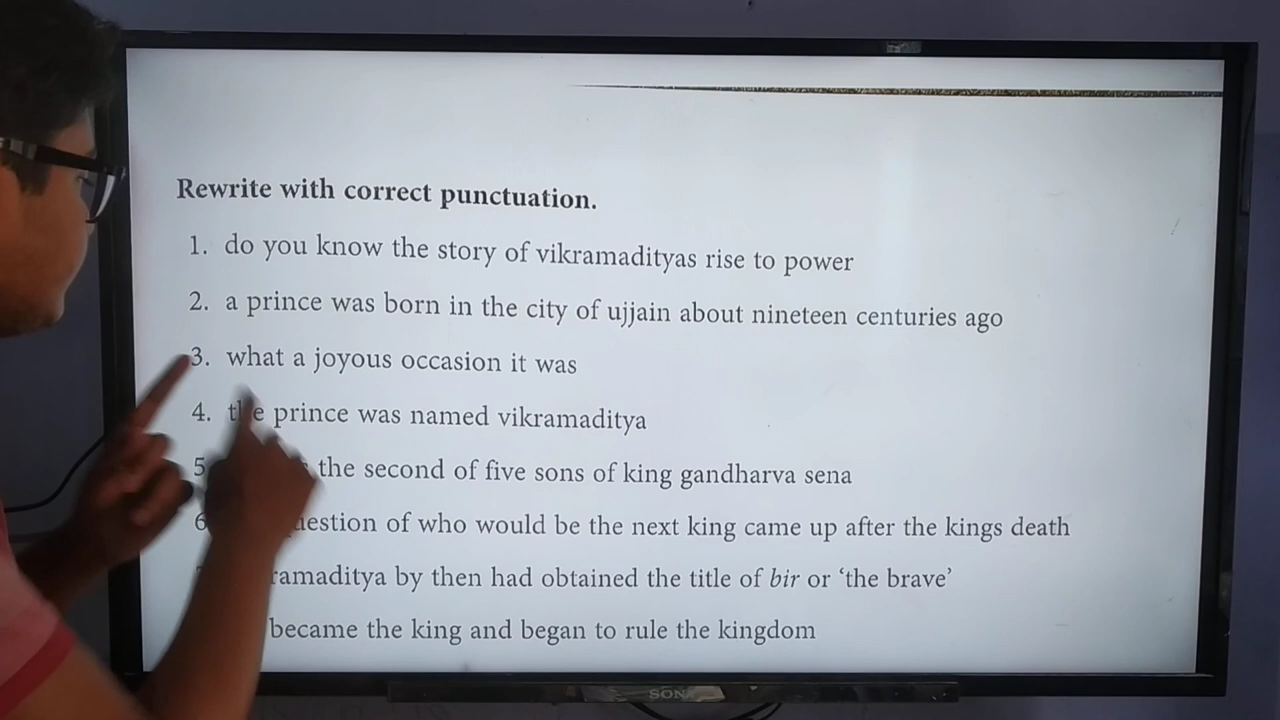 Rewrite with correct punctuation.
1. do you know the story of vikramadityas rise to power
2. a prince was born in the city of ujjain about nineteen centuries ago
3. what a joyous occasion it was
4. the prince was named vikramaditya
5 the second of five sons of king gandharva sena
6 of who would be the next king came up after the kings death
by then had obtained the title of bir or ‘the brave’
became the king and began to rule the kingdom
SONY